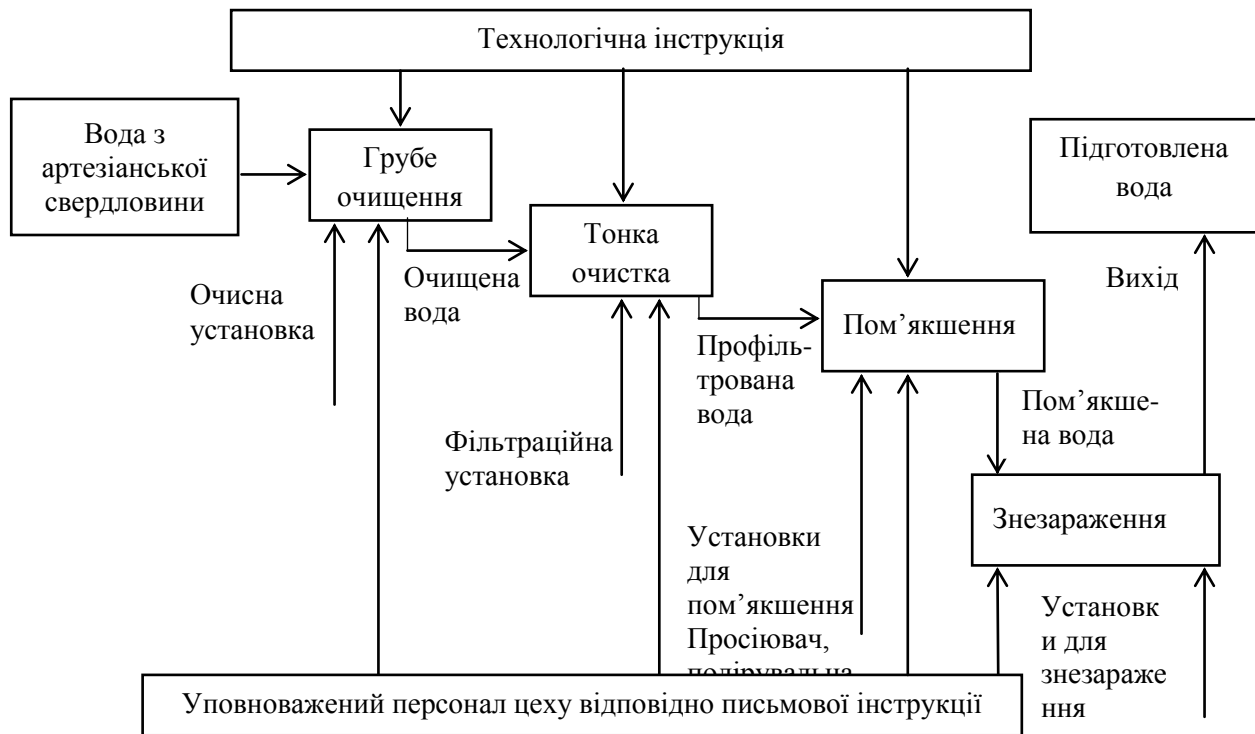 Технологічна інструкція
Вода з
артезіанської
свердловини
Грубе
очищення
Підготовлена
вода
Тонка
очистка
Очищена
вода
Очисна
установка
Вихід
Пом’якшення
Профіль-
трована
вода
Пом’якше-
на вода
Фільтраційна
установка
Знезараження
Установки
для
пом’якшення
Просіювач,
Установк
и для
знезараже
ння
Уповноважений персонал цеху відповідно письмової інструкції